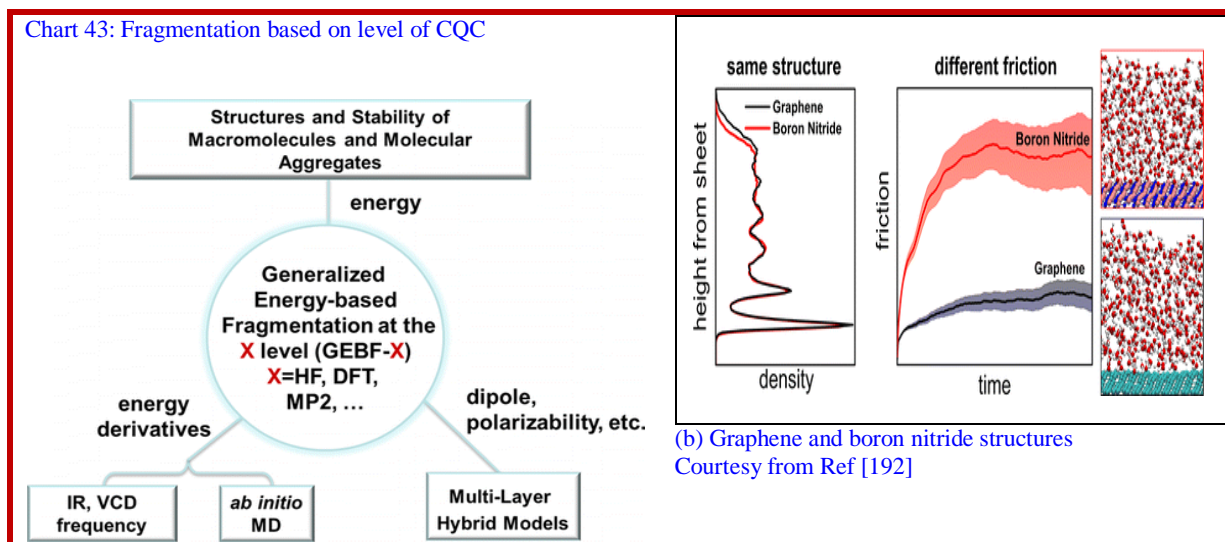 Chart 43: Fragmentation based on level of CQC
Structures and Stability of
Macromolecules and Molecular
Aggregates
energy
Generalized
Energy-based
Fragmentation at the
X level (GEBF-X)
X=HF, DFT,
MP2, ...
energy
derivatives
dipole,
polarizability, etc.
IR, VCD
frequency
ab initio
MD
Multi-Layer
Hybrid Models
same structure
Graphene
Boron Nitride
height from sheet
density
different friction
Boron Nitride
Graphene
friction
time
(b) Graphene and boron nitride structures
Courtesy from Ref [192]